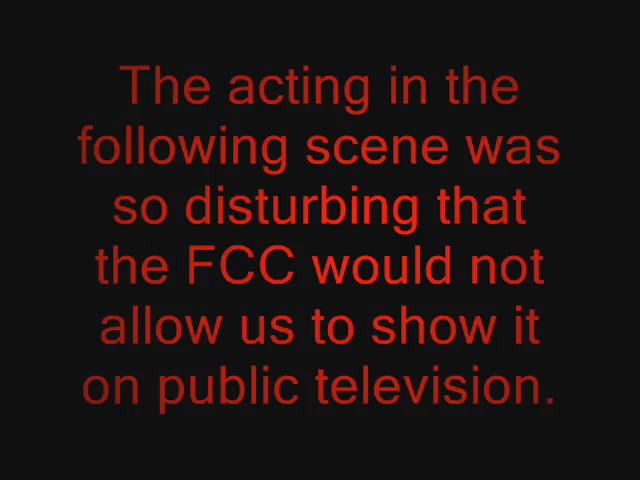 The acting in the
following scene was
so disturbing that
the FCC would not
allow us to show it
on public television.